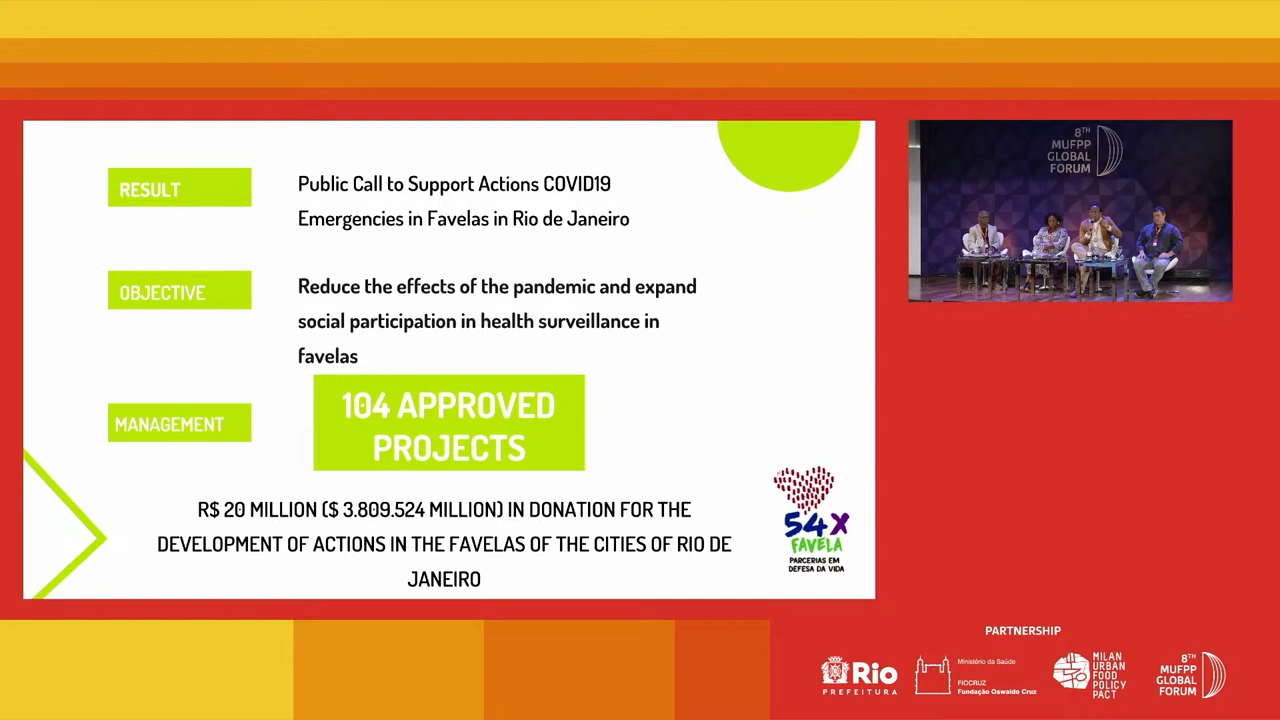 RESULT
Public Call to Support Actions COVID19
Emergencies in Favelas in Rio de Janeiro
OBJECTIVE
Reduce the effects of the pandemic and expand
social participation in health surveillance in
favelas
MANAGEMENT
104 APPROVED
PROJECTS
R$ 20 MILLION ($ 3.809.524 MILLION) IN DONATION FOR THE
DEVELOPMENT OF ACTIONS IN THE FAVELAS OF THE CITIES OF RIO DE
JANEIRO
54 X
FAVELA
PARCERIAS EM
DEFESA DA VIDA
8TH
MUFPP
GLOBAL
FORUM
PARTNERSHIP
Rio
PREFEITURA
Ministério da Saúde
FIOCRUZ
Fundação Oswaldo Cruz
MILAN
URBAN
FOOD
POLICY
PACT
8TH
MUFPP
GLOBAL
FORUM